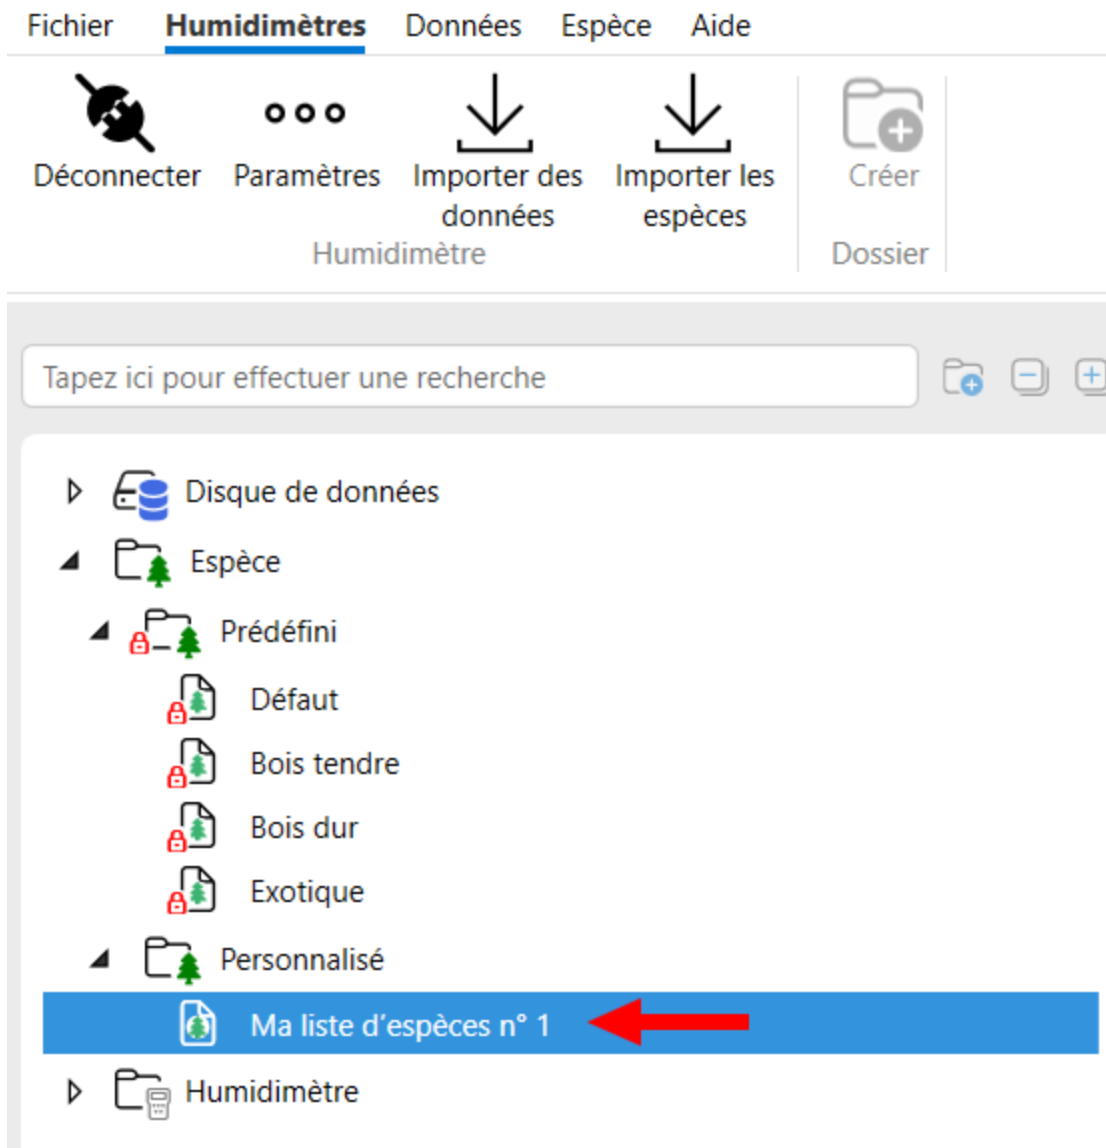 Fichier Humidimètres Données Espèce Aide
Déconnecter Paramètres Importer des données Importer les espèces Créer
Humidimètre Dossier
Tapez ici pour effectuer une recherche
Disque de données
Espèce
Prédéfini
Défaut
Bois tendre
Bois dur
Exotique
Personnalisé
Ma liste d’espèces n° 1
Humidimètre